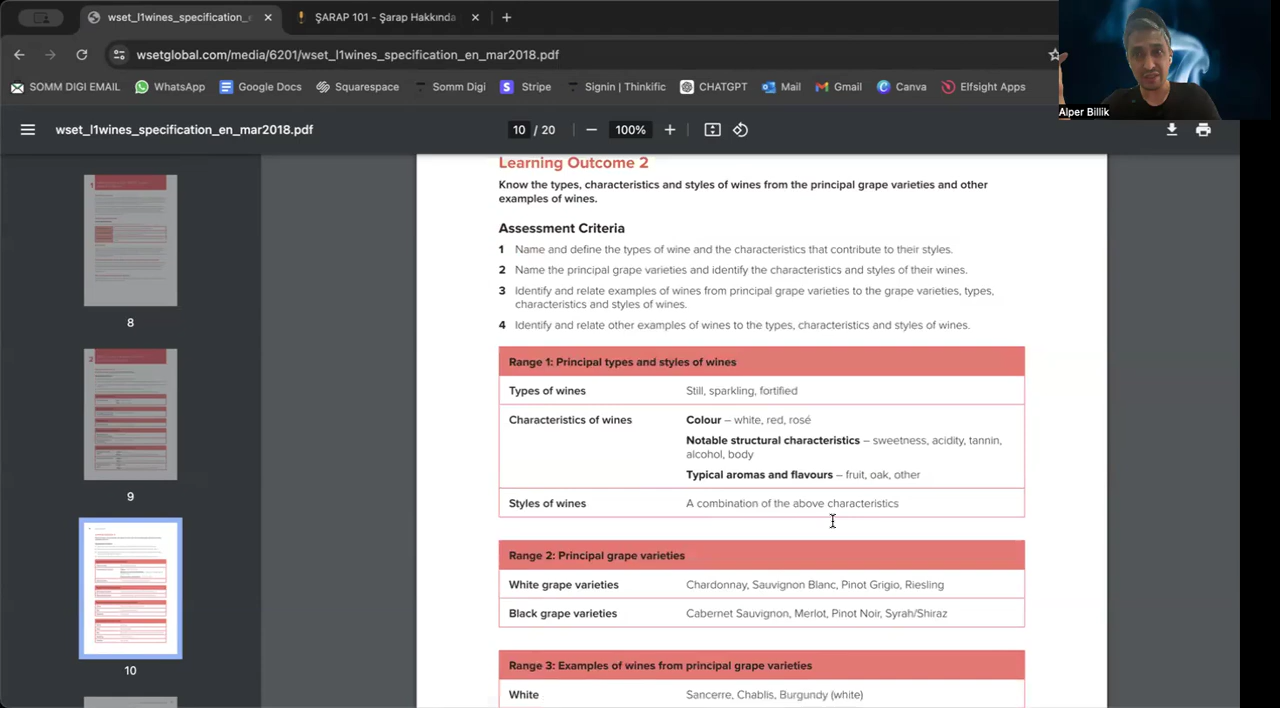 wset_l1wines_specification_e
ŞARAP 101 - Şarap Hakkında
wsetglobal.com/media/6201/wset_l1wines_specification_en_mar2018.pdf
SOMM DIGI EMAIL
WhatsApp
Google Docs
Squarespace
Somm Digi
Stripe
Signin | Thinkific
CHATGPT
Mail
Gmail
Canva
Elfsight Apps
Alper Billik
wset_l1wines_specification_en_mar2018.pdf
10 / 20
100%
8
9
10
Learning Outcome 2
Know the types, characteristics and styles of wines from the principal grape varieties and other
examples of wines.
Assessment Criteria
1 Name and define the types of wine and the characteristics that contribute to their styles.
2 Name the principal grape varieties and identify the characteristics and styles of their wines.
3 Identify and relate examples of wines from principal grape varieties to the grape varieties, types,
characteristics and styles of wines.
4 Identify and relate other examples of wines to the types, characteristics and styles of wines.
Range 1: Principal types and styles of wines
Types of wines Still, sparkling, fortified
Characteristics of wines Colour – white, red, rosé
Notable structural characteristics – sweetness, acidity, tannin,
alcohol, body
Typical aromas and flavours – fruit, oak, other
Styles of wines A combination of the above characteristics
Range 2: Principal grape varieties
White grape varieties Chardonnay, Sauvignon Blanc, Pinot Grigio, Riesling
Black grape varieties Cabernet Sauvignon, Merlot, Pinot Noir, Syrah/Shiraz
Range 3: Examples of wines from principal grape varieties
White Sancerre, Chablis, Burgundy (white)